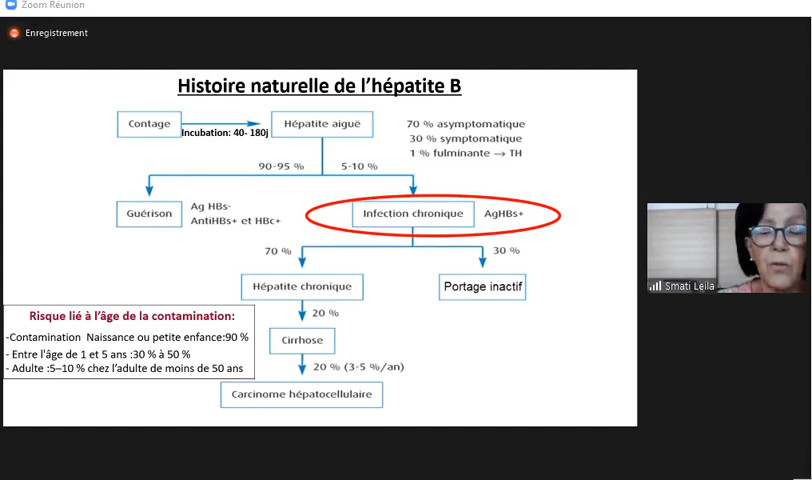 Zoom Réunion
Enregistrement
Histoire naturelle de l'hépatite B
Contage
Incubation: 40- 180j
Hépatite aiguë
70 % asymptomatique
30 % symptomatique
1 % fulminante → TH
90-95 %
5-10 %
Guérison
Ag HBs-
AntiHBs+ et HBc+
Infection chronique
AgHBs+
70 %
30 %
Hépatite chronique
Portage inactif
20 %
Risque lié à l'âge de la contamination:
-Contamination Naissance ou petite enfance:90 %
- Entre l'âge de 1 et 5 ans :30 % à 50 %
- Adulte :5–10 % chez l'adulte de moins de 50 ans
Cirrhose
20 % (3-5 %/an)
Carcinome hépatocellulaire
Smati Leila